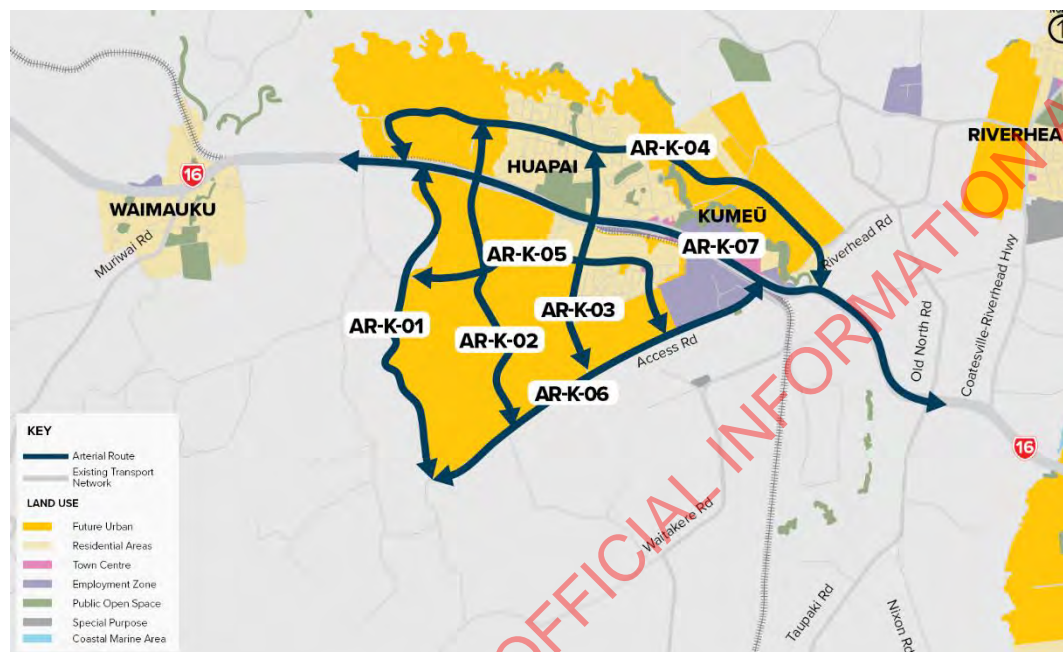 WAIMAUKU
Muriwai Rd
16
HUAPAI
KUMEŪ
AR-K-04
AR-K-07
AR-K-05
AR-K-01
AR-K-02
AR-K-03
AR-K-06
Access Rd
Riverhead Rd
Old North Rd
Coatesville-Riverhead Hwy
RIVERHEA
16
Waitakere Rd
Taupaki Rd
Nixon Rd
KEY
Arterial Route
Existing Transport
Network
LAND USE
Future Urban
Residential Areas
Town Centre
Employment Zone
Public Open Space
Special Purpose
Coastal Marine Area
OFFICIAL INFORMATION